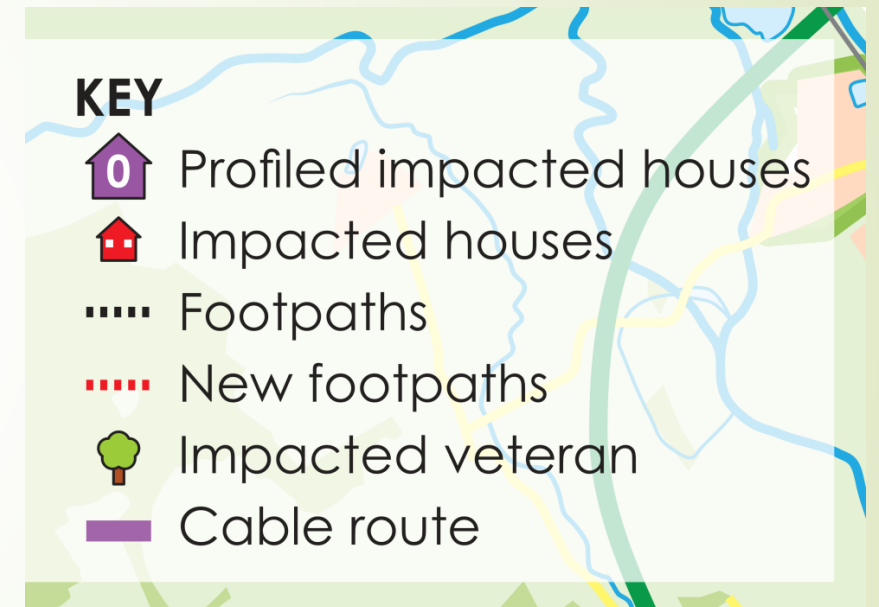 KEY
0 Profiled impacted houses
Impacted houses
Footpaths
New footpaths
Impacted veteran
Cable route